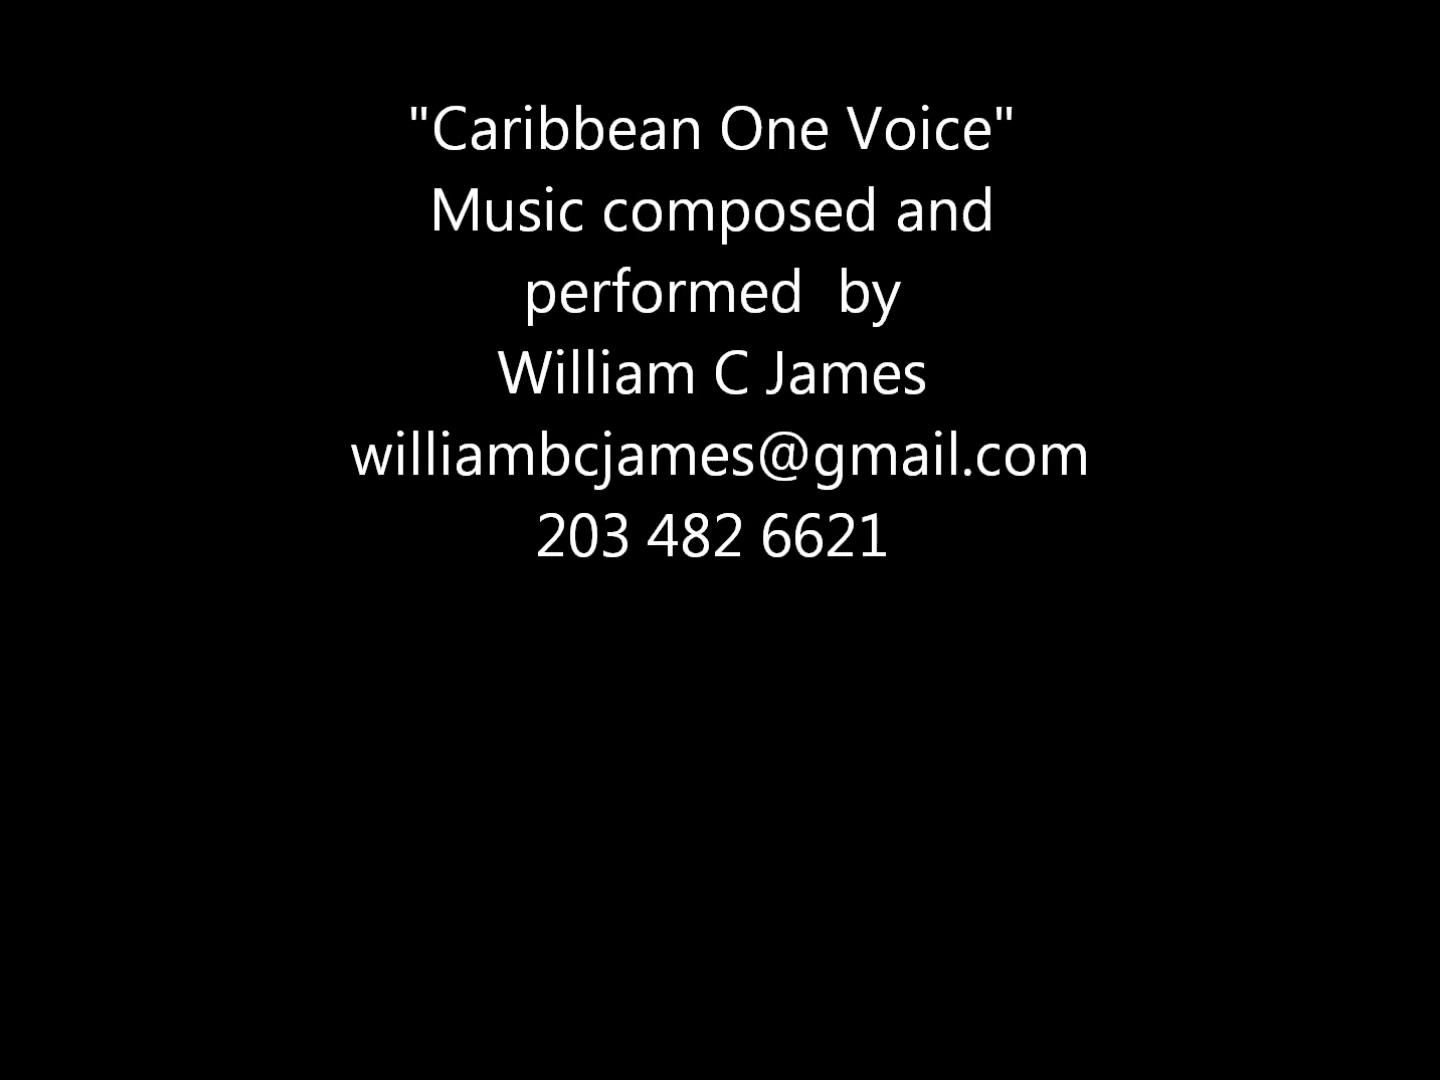 "Caribbean One Voice"
Music composed and
performed  by
William C James
williambcjames@gmail.com
203 482 6621